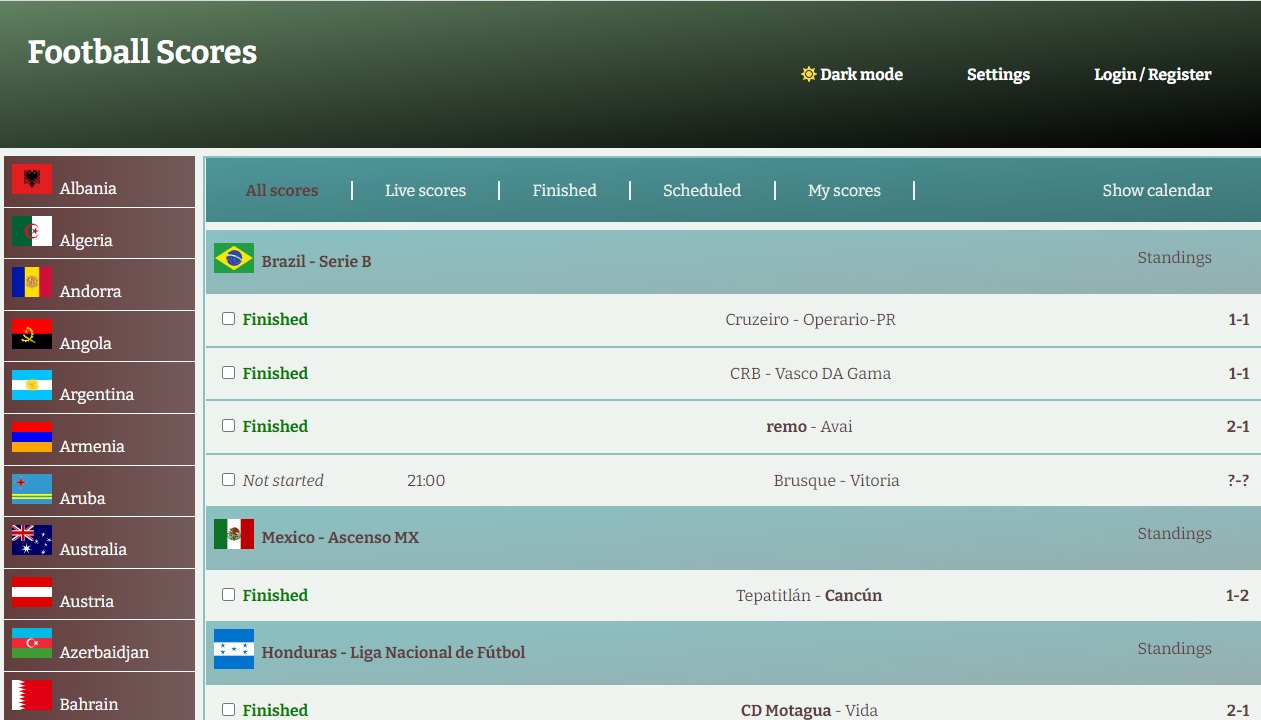 Football Scores
Dark mode Settings Login / Register
Albania
Algeria
Andorra
Angola
Argentina
Armenia
Aruba
Australia
Austria
Azerbaidjan
Bahrain
All scores Live scores Finished Scheduled My scores Show calendar
Brazil - Serie B Standings
Finished Cruzeiro - Operario-PR 1-1
Finished CRB - Vasco DA Gama 1-1
Finished remo - Avai 2-1
Not started 21:00 Brusque - Vitoria ?-?
Mexico - Ascenso MX Standings
Finished Tepatitlán - Cancún 1-2
Honduras - Liga Nacional de Fútbol Standings
Finished CD Motagua - Vida 2-1